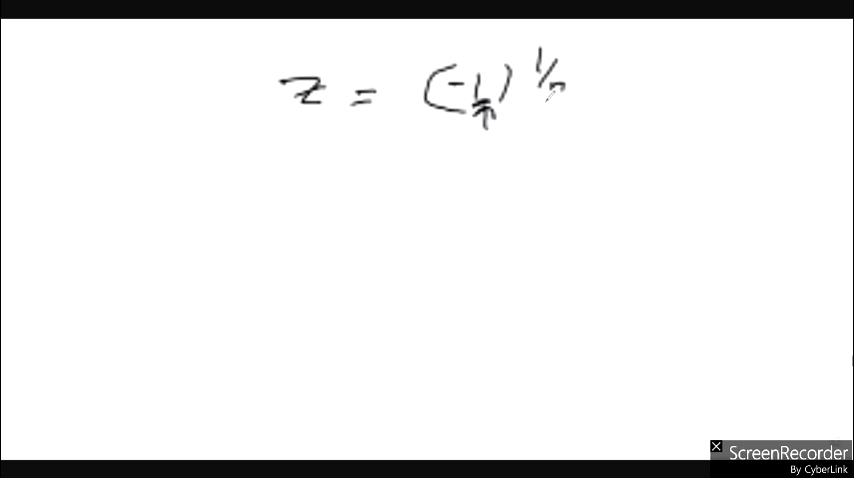 z = (-1/π)^1/π
ScreenRecorder
By CyberLink